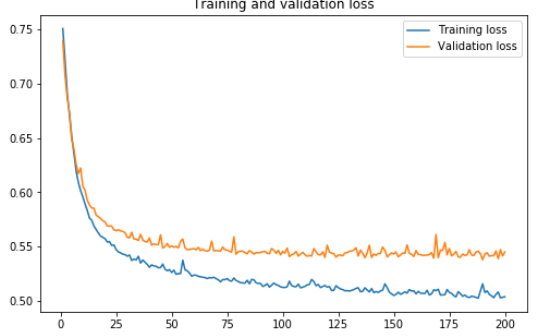 Training and validation loss
Training loss
Validation loss
0.75
0.70
0.65
0.60
0.55
0.50
0 25 50 75 100 125 150 175 200